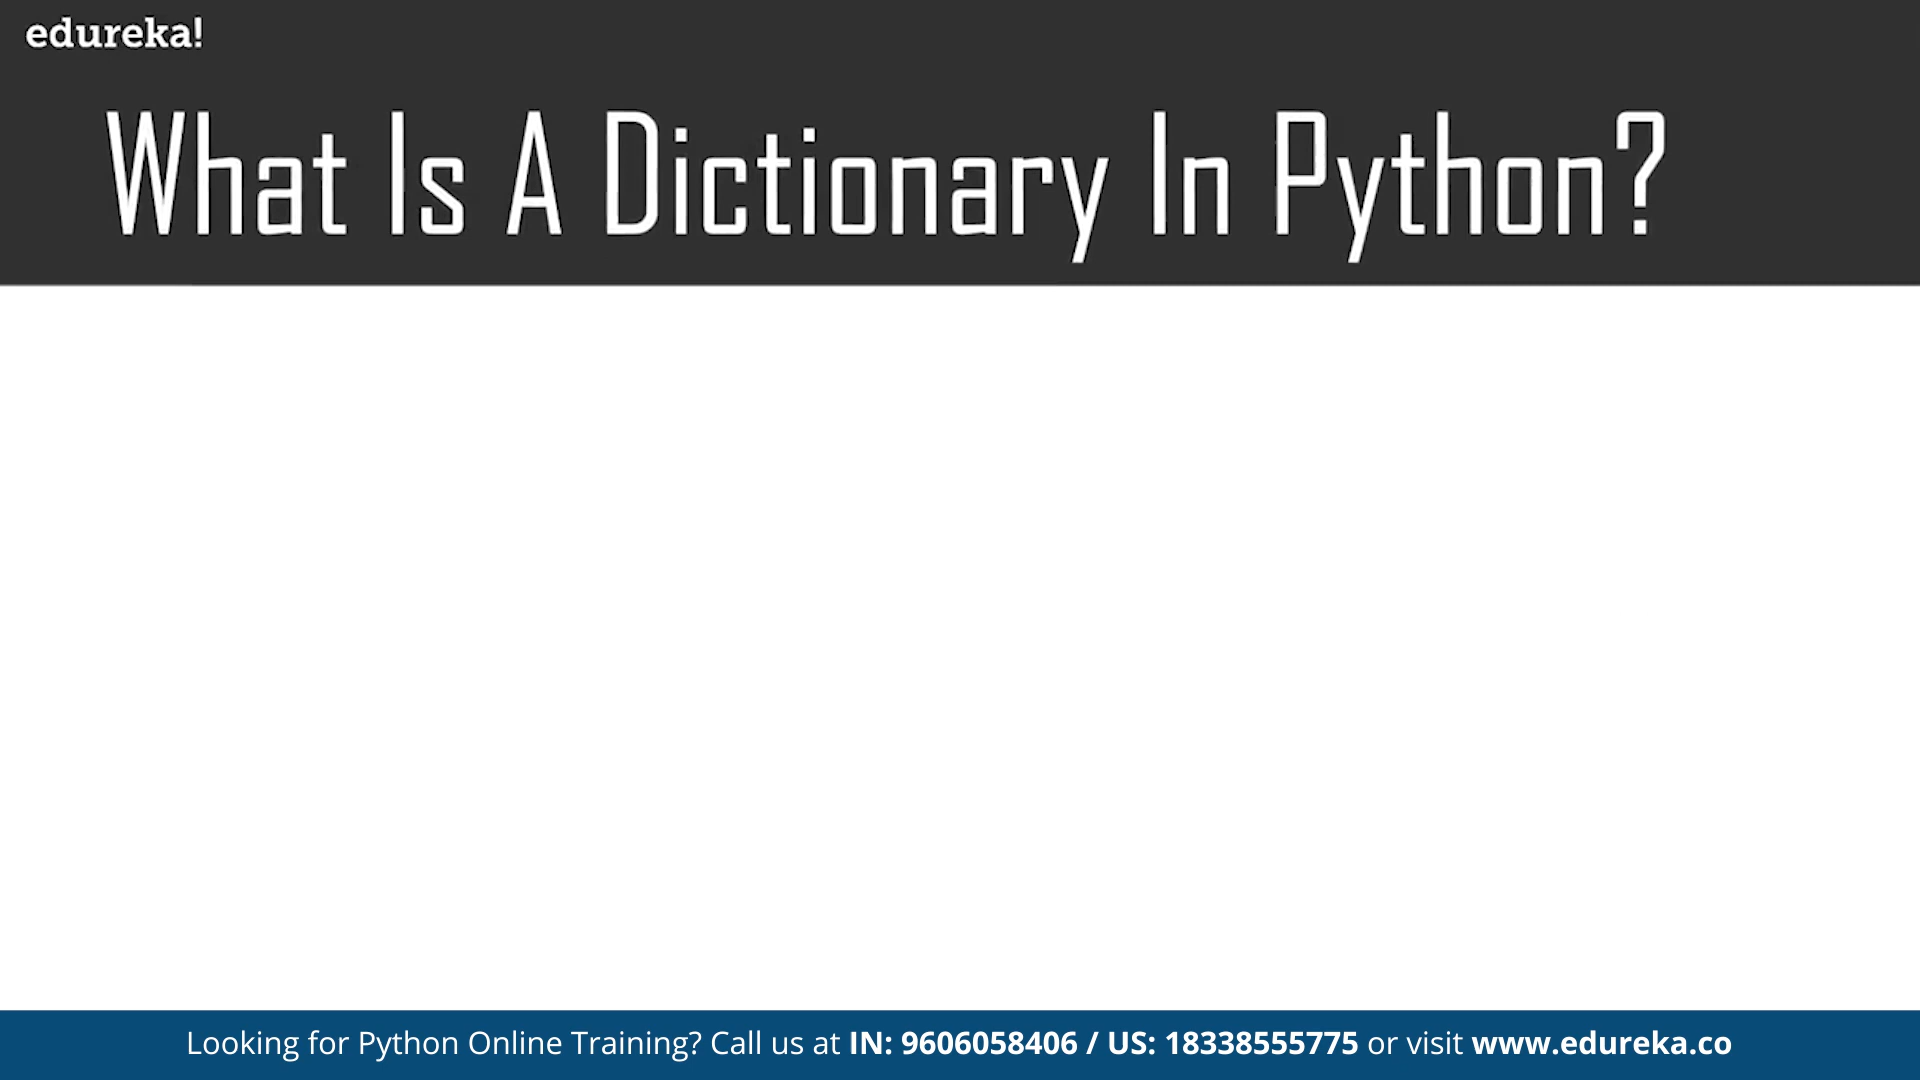 edureka!
What Is A Dictionary In Python?
Looking for Python Online Training? Call us at IN: 9606058406 / US: 18338555775 or visit www.edureka.co